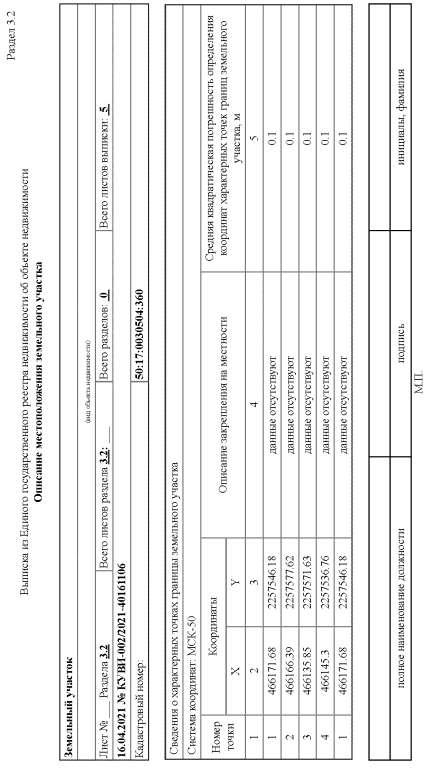 Раздел 3.2
Выписка из Единого государственного реестра недвижимости об объекте недвижимости
Описание местоположения земельного участка
Земельный участок
(вид объекта недвижимости)
Лист № ___ Раздела 3.2 Всего листов раздела 3.2: ___ Всего разделов: 0 Всего листов выписки: 5
16.04.2021 № КУВИ-002/2021-40161106
Кадастровый номер: 50:17:0030504:360
Сведения о характерных точках границы земельного участка
Система координат: МСК-50
Номер точки Координаты Описание закрепления на местности Средняя квадратическая погрешность определения координат характерных точек границ земельного участка, м
X Y
1 2 3 4 5
1 466171.68 2257546.18 данные отсутствуют 0.1
2 466166.39 2257577.62 данные отсутствуют 0.1
3 466135.85 2257571.63 данные отсутствуют 0.1
4 466145.3 2257536.76 данные отсутствуют 0.1
1 466171.68 2257546.18 данные отсутствуют 0.1
полное наименование должности подпись инициалы, фамилия
М.П.